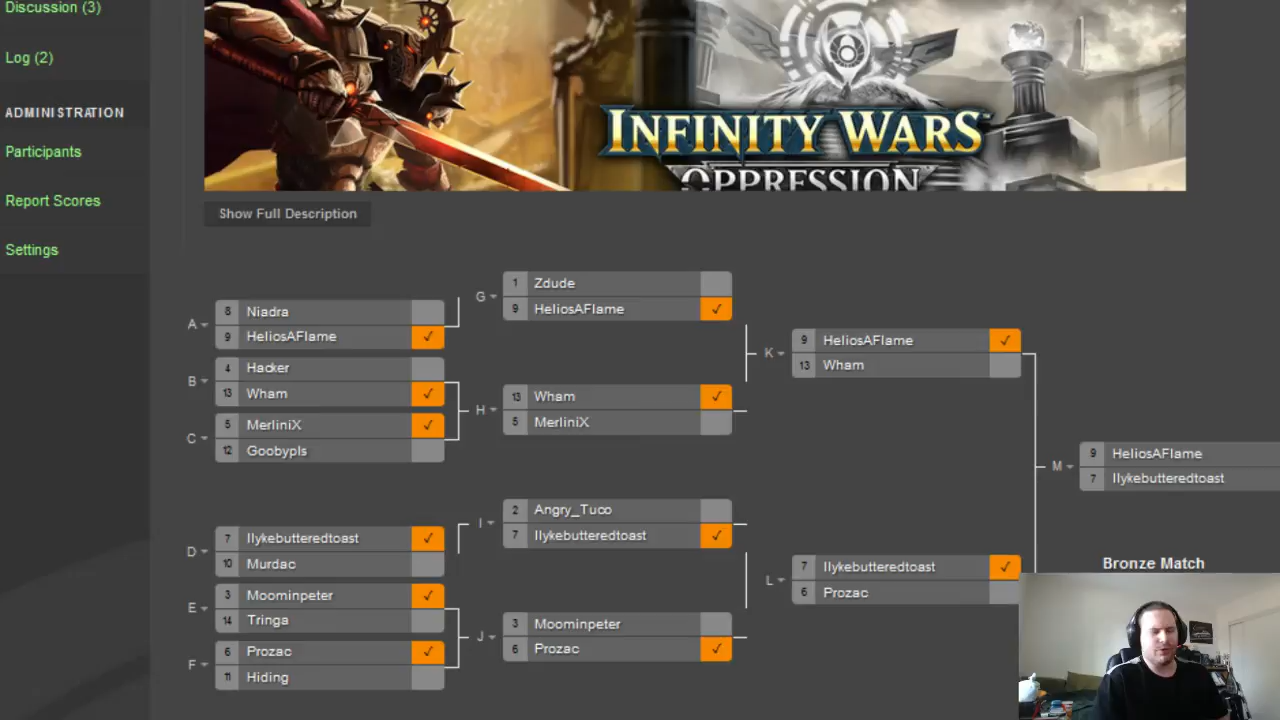 Discussion (3)
Log (2)
ADMINISTRATION
Participants
Report Scores
Settings
INFINITY WARS
OPPRESSION
Show Full Description
A
8 Niadra
9 HeliosAFlame ✓
B
4 Hacker
13 Wham ✓
C
5 MerliniX ✓
12 Goobypls
D
7 Ilykebutteredtoast ✓
10 Murdac
E
3 Moominpeter ✓
14 Tringa
F
6 Prozac ✓
11 Hiding
G
1 Zdude
9 HeliosAFlame ✓
H
13 Wham ✓
5 MerliniX
I
2 Angry_Tuco
7 Ilykebutteredtoast ✓
J
3 Moominpeter
6 Prozac ✓
K
9 HeliosAFlame ✓
13 Wham
L
7 Ilykebutteredtoast ✓
6 Prozac
M
9 HeliosAFlame
7 Ilykebutteredtoast
Bronze Match